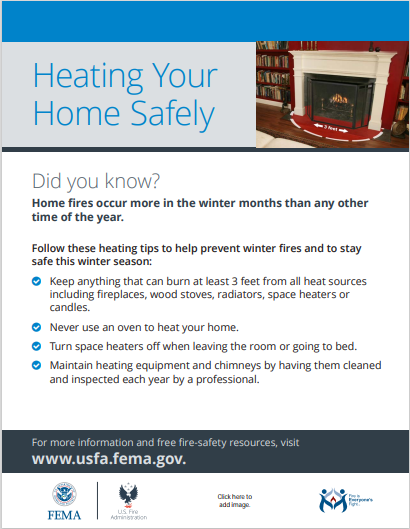 Heating Your
Home Safely
3 feet
Did you know?
Home fires occur more in the winter months than any other
time of the year.
Follow these heating tips to help prevent winter fires and to stay
safe this winter season:
Keep anything that can burn at least 3 feet from all heat sources
including fireplaces, wood stoves, radiators, space heaters or
candles.
Never use an oven to heat your home.
Turn space heaters off when leaving the room or going to bed.
Maintain heating equipment and chimneys by having them cleaned
and inspected each year by a professional.
For more information and free fire-safety resources, visit
www.usfa.fema.gov.
FEMA
U.S. Fire
Administration
Click here to
add image.
Fire is
Everyone's
Fight.